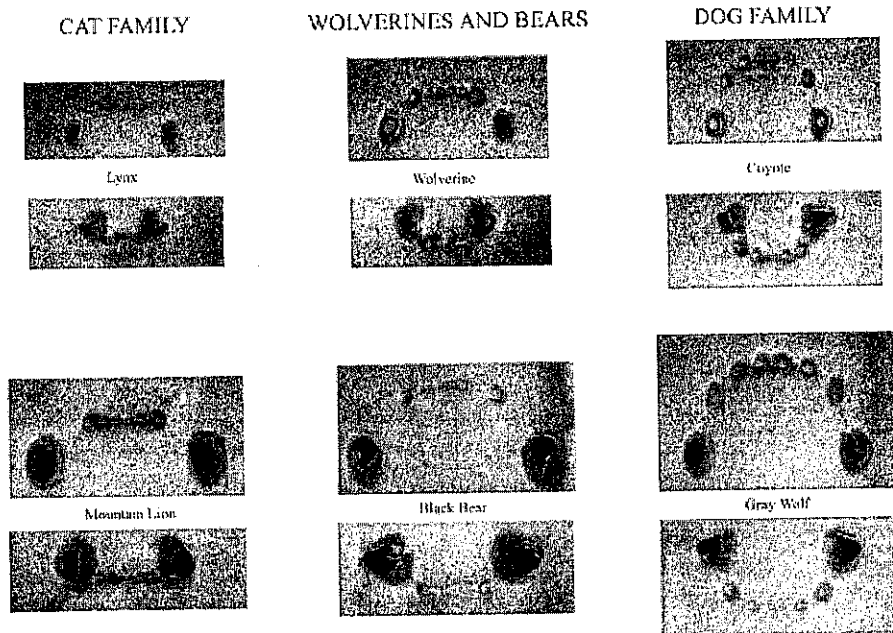 CAT FAMILY
WOLVERINES AND BEARS
DOG FAMILY
Lynx
Wolverine
Coyote
Mountain Lion
Black Bear
Gray Wolf